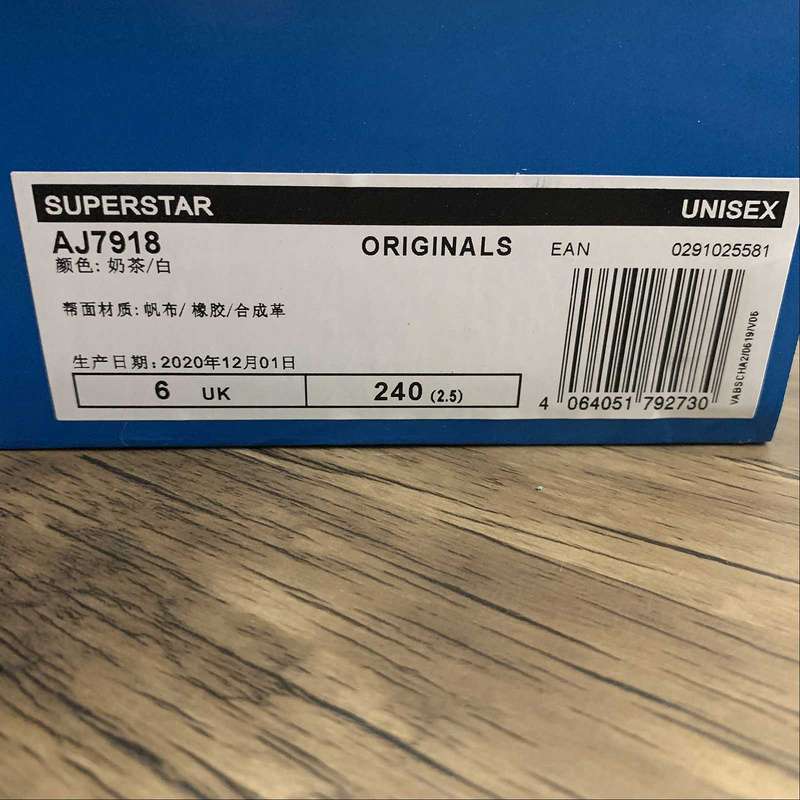 SUPERSTAR UNISEX
AJ7918 ORIGINALS EAN 0291025581
颜色: 奶茶/白
帮面材质: 帆布/ 橡胶/合成革
生产日期: 2020年12月01日
6 UK 240 (2.5)
4 064051 792730
VABSCHA2/0619/V06